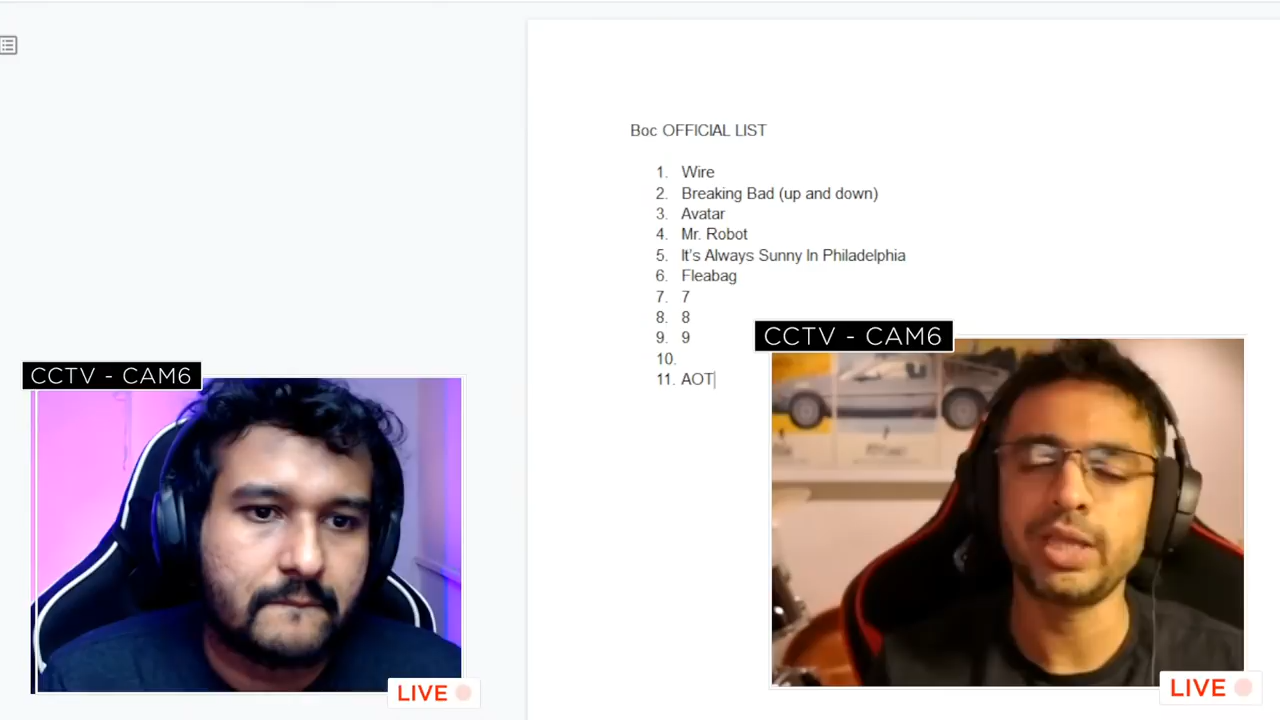 Boc OFFICIAL LIST
1. Wire
2. Breaking Bad (up and down)
3. Avatar
4. Mr. Robot
5. It's Always Sunny In Philadelphia
6. Fleabag
7. 7
8. 8
9. 9
10.
11. AOT
CCTV - CAM6
CCTV - CAM6
LIVE
LIVE